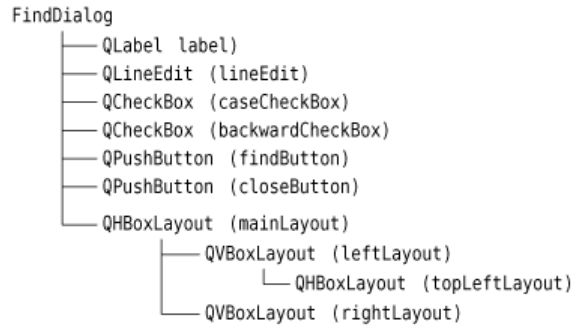 FindDialog
QLabel label)
QLineEdit (lineEdit)
QCheckBox (caseCheckBox)
QCheckBox (backwardCheckBox)
QPushButton (findButton)
QPushButton (closeButton)
QHBoxLayout (mainLayout)
QVBoxLayout (leftLayout)
QHBoxLayout (topLeftLayout)
QVBoxLayout (rightLayout)